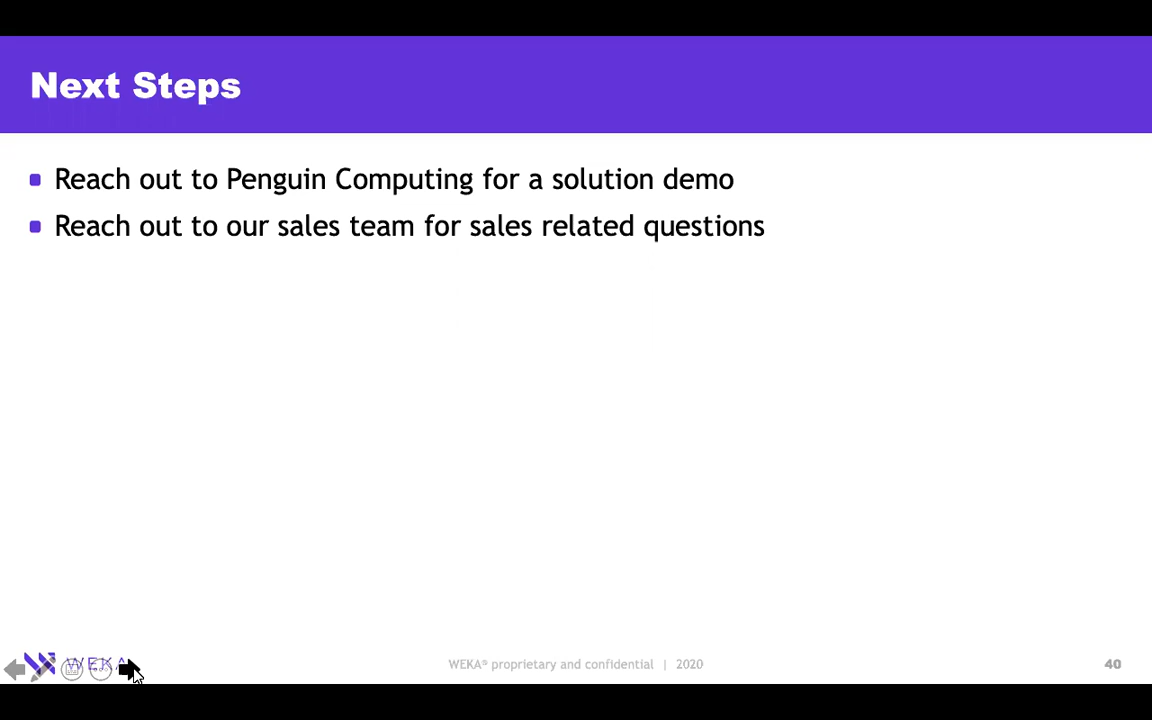 Next Steps
Reach out to Penguin Computing for a solution demo
Reach out to our sales team for sales related questions
WEKA
WEKA® proprietary and confidential | 2020
40